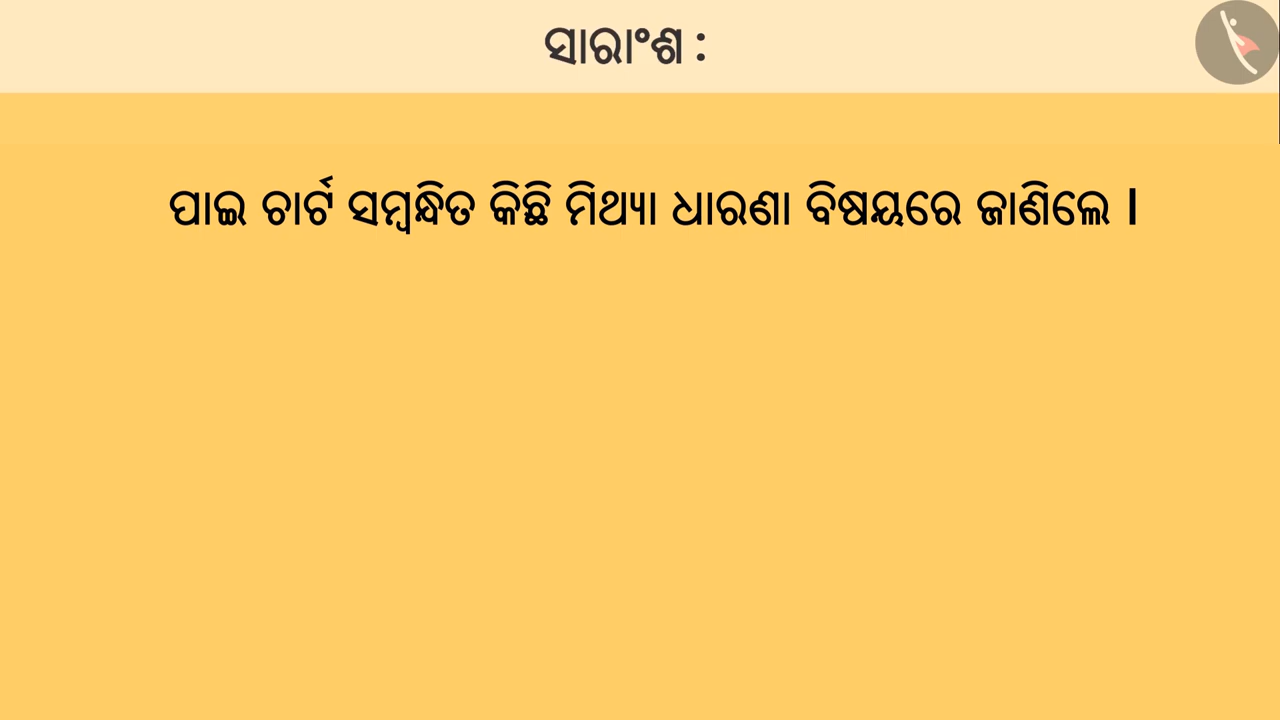 ସାରାଂଶ :
ପାଇ ଚାର୍ଟ ସମ୍ବନ୍ଧିତ କିଛି ମିଥ୍ୟା ଧାରଣା ବିଷୟରେ ଜାଣିଲେ ।